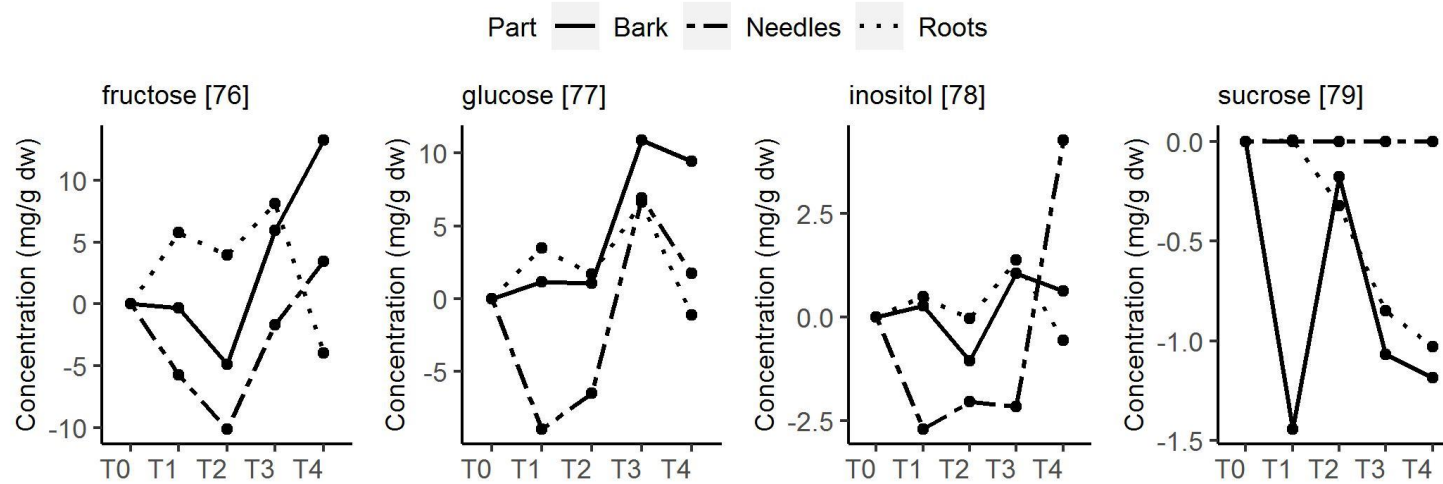 Part Bark Needles Roots
fructose [76]
Concentration (mg/g dw)
10
5
0
-5
-10
T0 T1 T2 T3 T4
glucose [77]
Concentration (mg/g dw)
10
5
0
-5
T0 T1 T2 T3 T4
inositol [78]
Concentration (mg/g dw)
2.5
0.0
-2.5
T0 T1 T2 T3 T4
sucrose [79]
Concentration (mg/g dw)
0.0
-0.5
-1.0
-1.5
T0 T1 T2 T3 T4